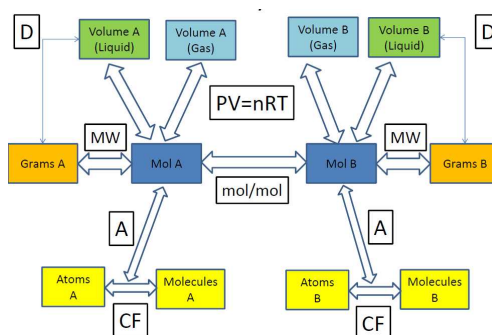 D
Volume A
(Liquid)
Volume A
(Gas)
Volume B
(Gas)
Volume B
(Liquid)
D
PV=nRT
MW
MW
Grams A
Mol A
Mol B
Grams B
mol/mol
A
A
Atoms
A
Molecules
A
Atoms
B
Molecules
B
CF
CF